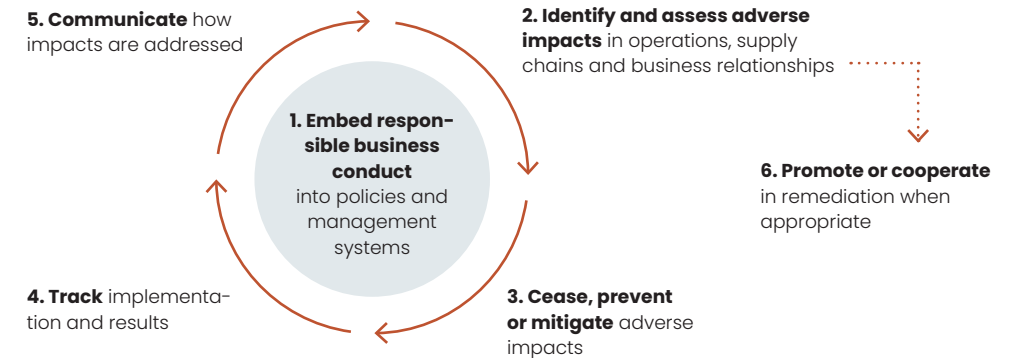 5. Communicate how
impacts are addressed
2. Identify and assess adverse
impacts in operations, supply
chains and business relationships
1. Embed respon-
sible business
conduct
into policies and
management
systems
6. Promote or cooperate
in remediation when
appropriate
4. Track implementa-
tion and results
3. Cease, prevent
or mitigate adverse
impacts